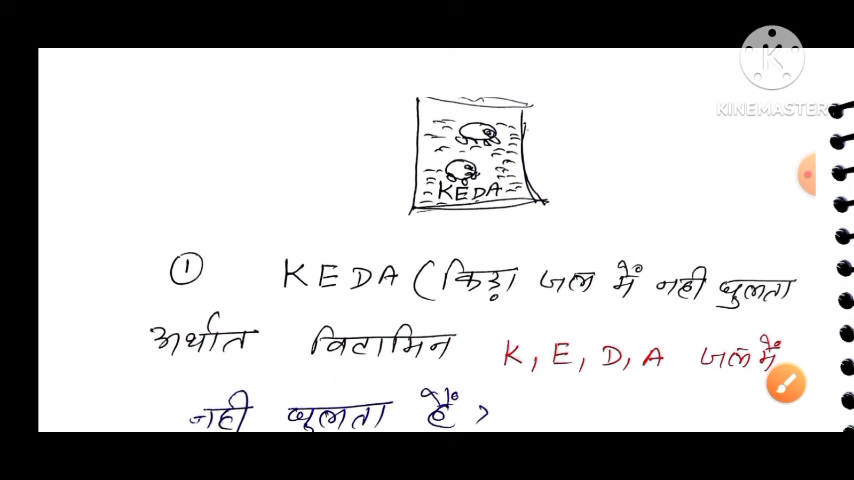 K
KINEMASTER
KEDA
① KEDA (किड़ा जल में नही घुलता
अर्थात विटामिन K, E, D, A जल में
नही घुलता हैं >